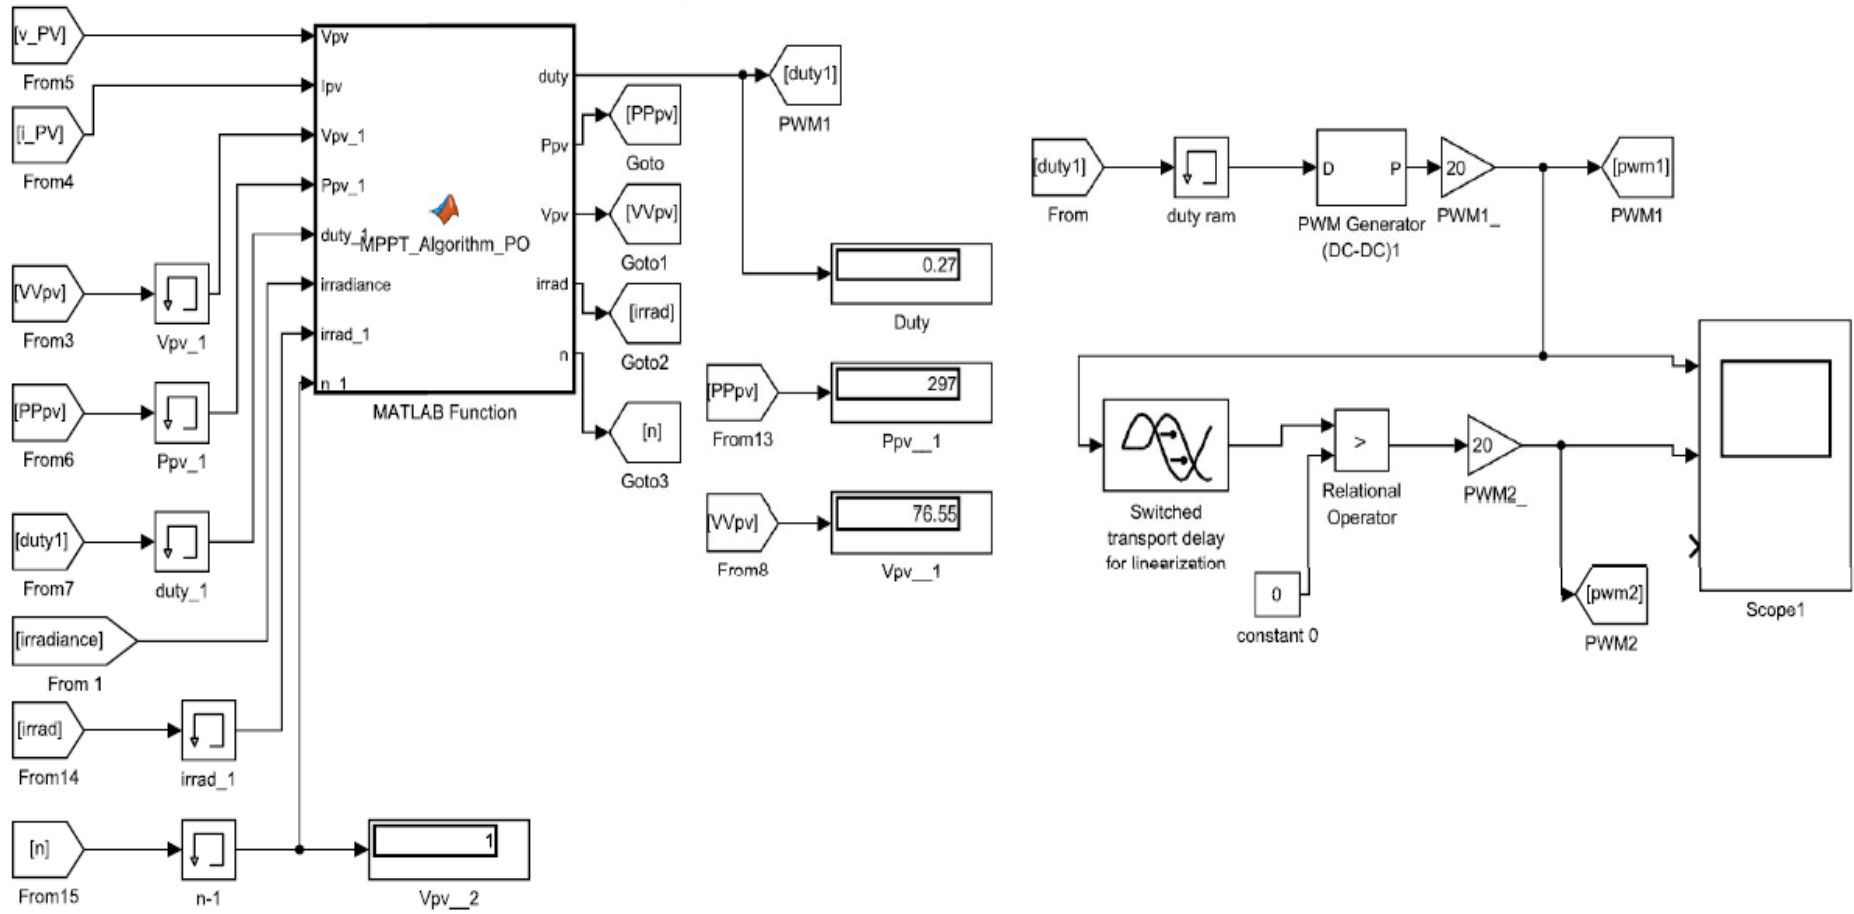 [v_PV]
From5
[i_PV]
From4
[VVpv]
From3
Vpv_1
[PPpv]
From6
Ppv_1
[duty1]
From7
duty_1
[irradiance]
From 1
[irrad]
From14
irrad_1
[n]
From15
n-1
1
Vpv__2
Vpv
Ipv
Vpv_1
Ppv_1
duty_1
irradiance
irrad_1
n_1
MPPT_Algorithm_PO
duty
Ppv
Vpv
irrad
n
MATLAB Function
[duty1]
PWM1
[PPpv]
Goto
[VVpv]
Goto1
[irrad]
Goto2
[n]
Goto3
0.27
Duty
[PPpv]
From13
297
Ppv__1
[VVpv]
From8
76.55
Vpv__1
[duty1]
From
duty ram
D
P
PWM Generator
(DC-DC)1
20
PWM1_
[pwm1]
PWM1
Switched
transport delay
for linearization
0
constant 0
>
Relational
Operator
20
PWM2_
[pwm2]
PWM2
Scope1